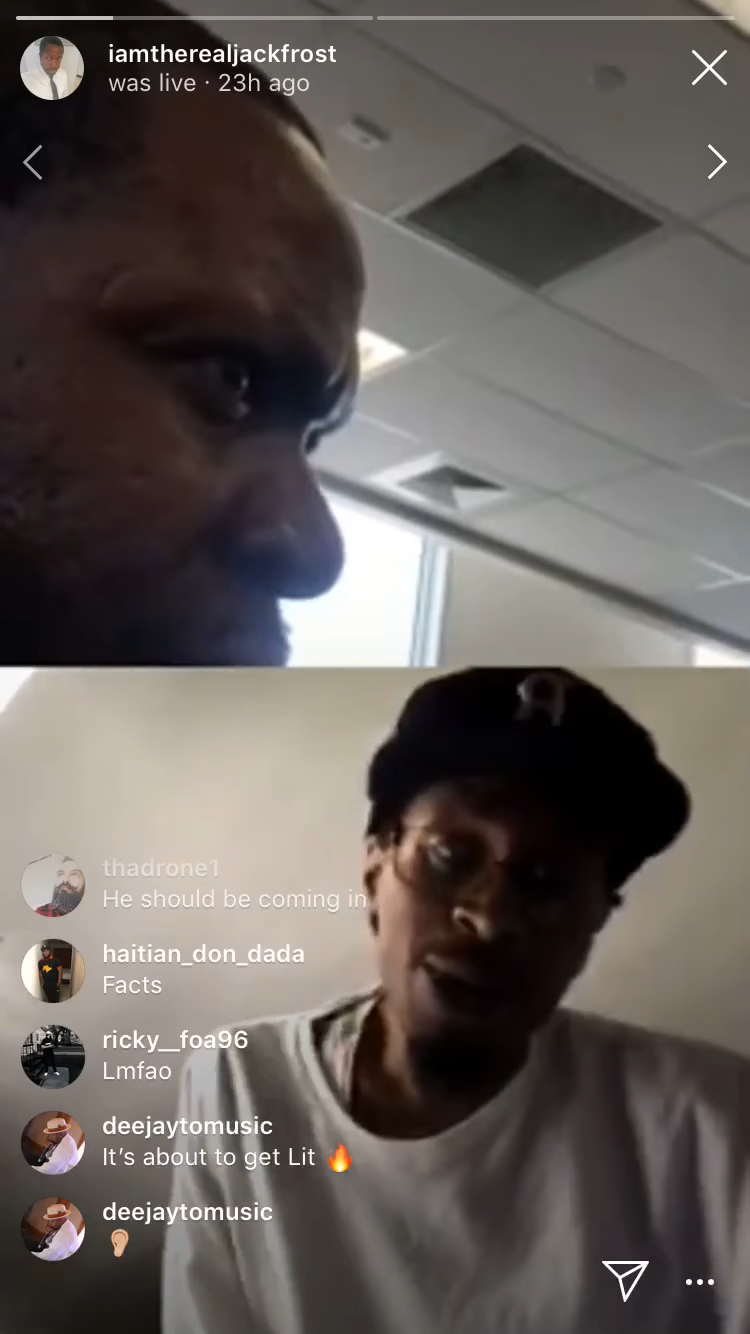 iamtherealjackfrost
was live · 23h ago
thadrone1
He should be coming in
haitian_don_dada
Facts
ricky__foa96
Lmfao
deejaytomusic
It’s about to get Lit 🔥
deejaytomusic
👂🏼